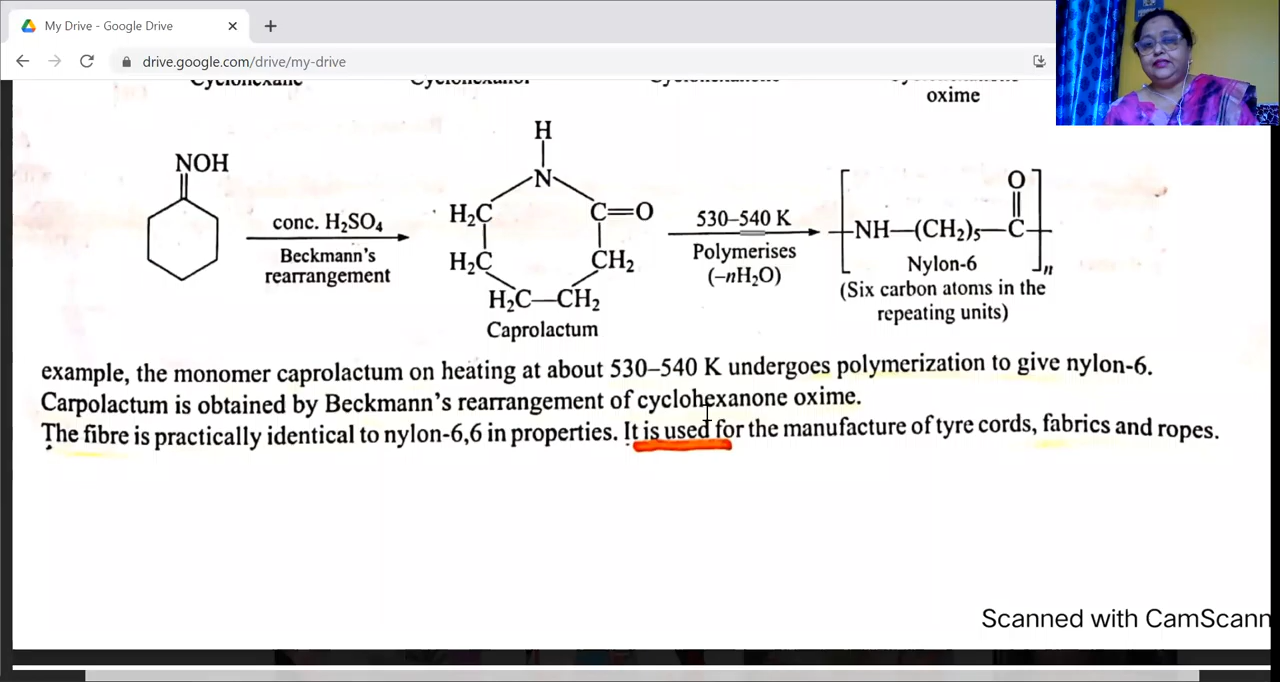 My Drive - Google Drive
drive.google.com/drive/my-drive
Cyclohexane Cyclohexanol Cyclohexanone
oxime
H
NOH
N
H₂C C=O
conc. H₂SO₄
530–540 K
O
NH—(CH₂)₅—C
Beckmann's
rearrangement
H₂C CH₂
Polymerises
(–nH₂O)
Nylon-6
n
H₂C—CH₂
(Six carbon atoms in the
repeating units)
Caprolactum
example, the monomer caprolactum on heating at about 530–540 K undergoes polymerization to give nylon-6.
Carpolactum is obtained by Beckmann's rearrangement of cyclohexanone oxime.
The fibre is practically identical to nylon-6,6 in properties. It is used for the manufacture of tyre cords, fabrics and ropes.
Scanned with CamScann